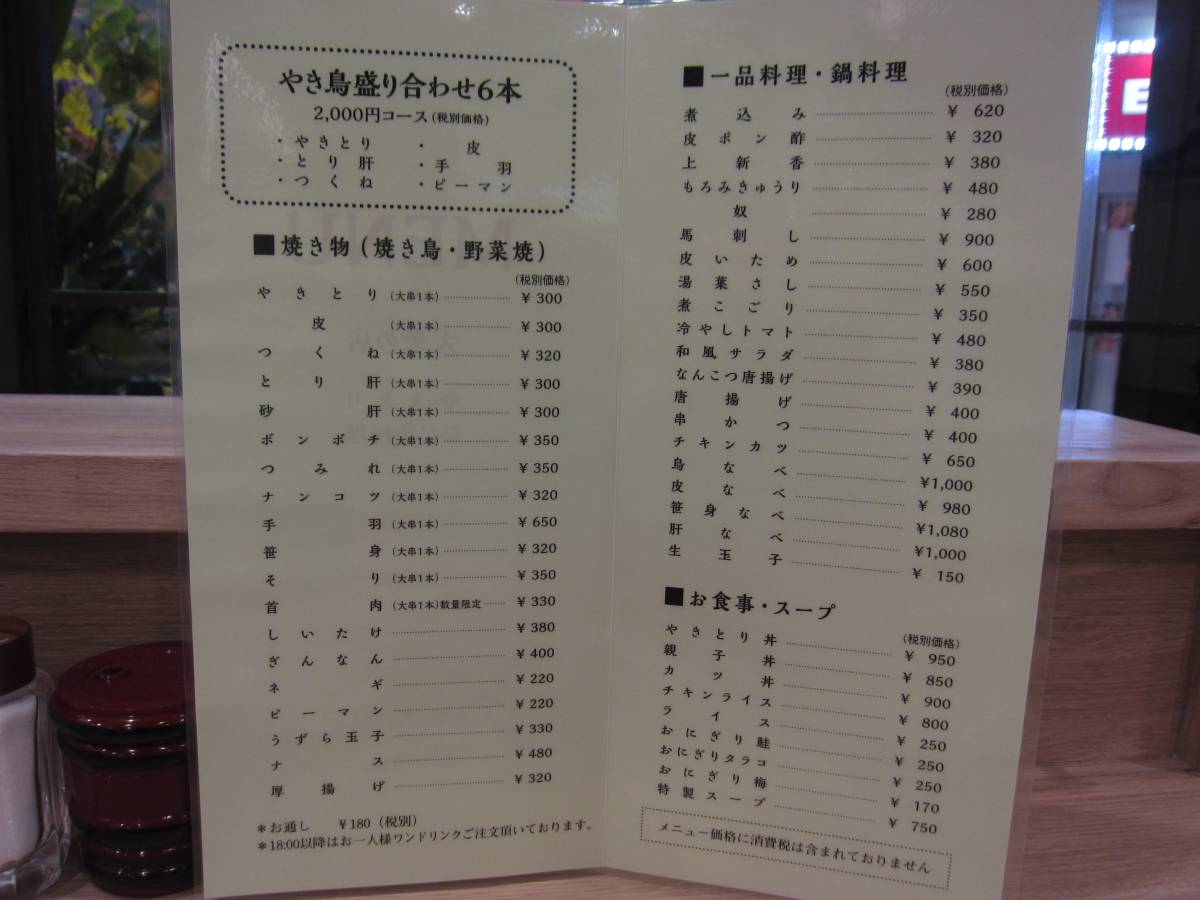 やき鳥盛り合わせ6本
2,000円コース(税別価格)
・やきとり ・皮
・とり肝 ・手羽
・つくね ・ピーマン
■焼き物(焼き鳥・野菜焼)
(税別価格)
やきとり(大串1本) ¥300
皮(大串1本) ¥300
つくね(大串1本) ¥320
とり肝(大串1本) ¥300
砂肝(大串1本) ¥300
ボンボチ(大串1本) ¥350
つみれ(大串1本) ¥350
ナンコツ(大串1本) ¥320
手羽(大串1本) ¥650
笹身(大串1本) ¥320
そり(大串1本) ¥350
首肉(大串1本)数量限定 ¥330
しいたけ ¥380
ぎんなん ¥400
ネギ ¥220
ピーマン ¥220
うずら玉子 ¥330
ナス ¥480
厚揚げ ¥320
*お通し ¥180(税別)
*18:00以降はお一人様ワンドリンクご注文頂いております。
■一品料理・鍋料理
(税別価格)
煮込み ¥620
皮ポン酢 ¥320
上新香 ¥380
もろみきゅうり ¥480
奴 ¥280
馬刺し ¥900
皮いため ¥600
湯葉さし ¥550
煮こごり ¥350
冷やしトマト ¥480
和風サラダ ¥380
なんこつ唐揚げ ¥390
唐揚げ ¥400
串かつ ¥400
チキンカツ ¥650
鳥なべ ¥1,000
皮なべ ¥980
笹身なべ ¥1,080
肝なべ ¥1,000
生玉子 ¥150
■お食事・スープ
(税別価格)
やきとり丼 ¥950
親子丼 ¥850
カツ丼 ¥900
チキンライス ¥800
ライス ¥250
おにぎり鮭 ¥250
おにぎりタラコ ¥250
おにぎり梅 ¥170
特製スープ ¥750
メニュー価格に消費税は含まれておりません